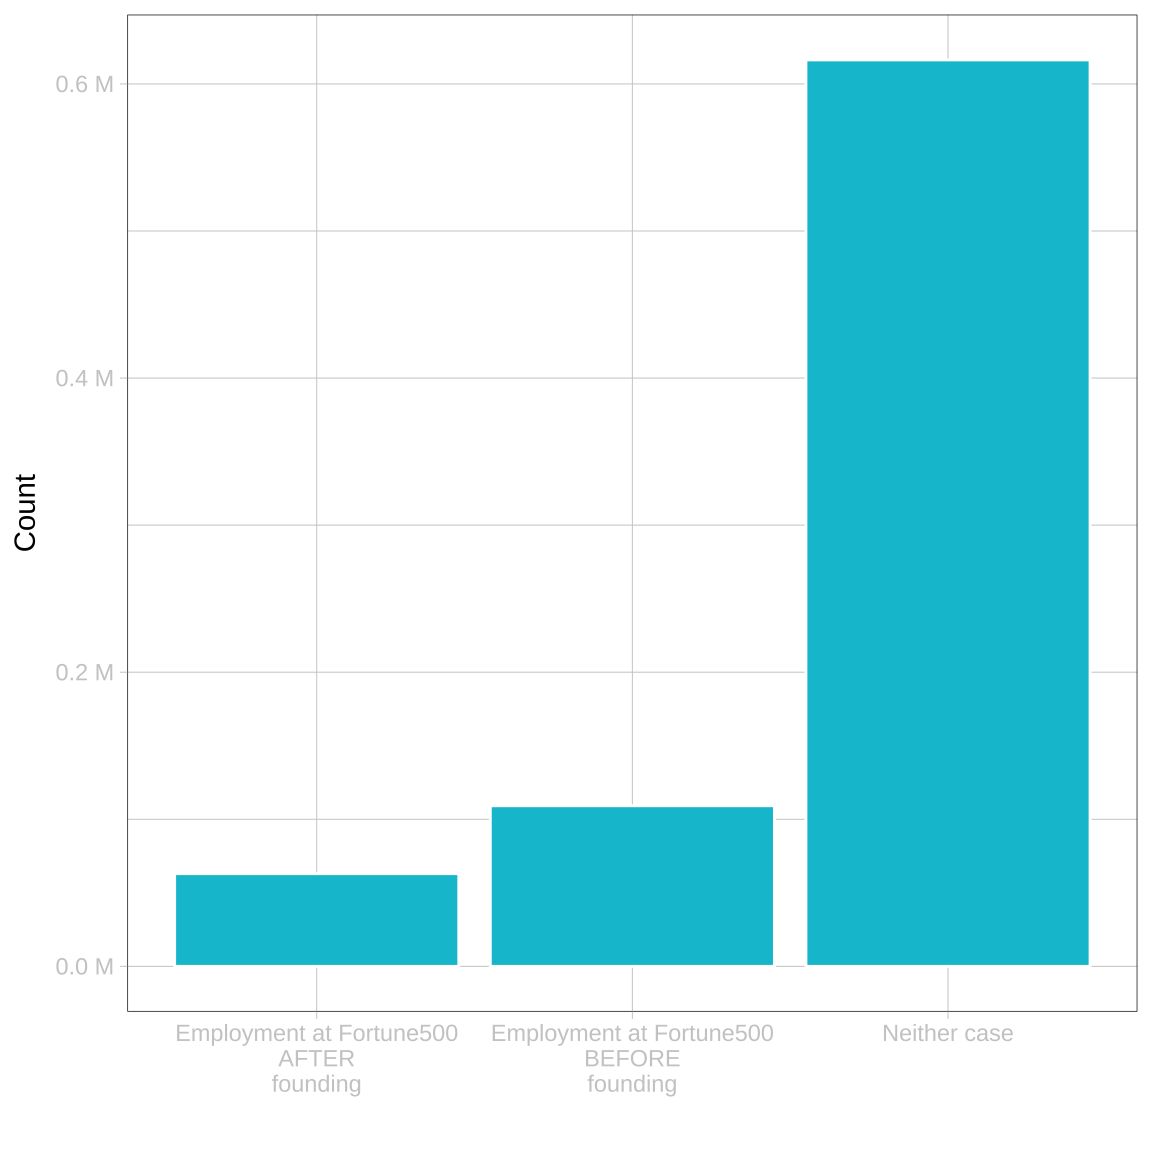 0.6 M
0.4 M
0.2 M
0.0 M
Count
Employment at Fortune500
AFTER
founding
Employment at Fortune500
BEFORE
founding
Neither case